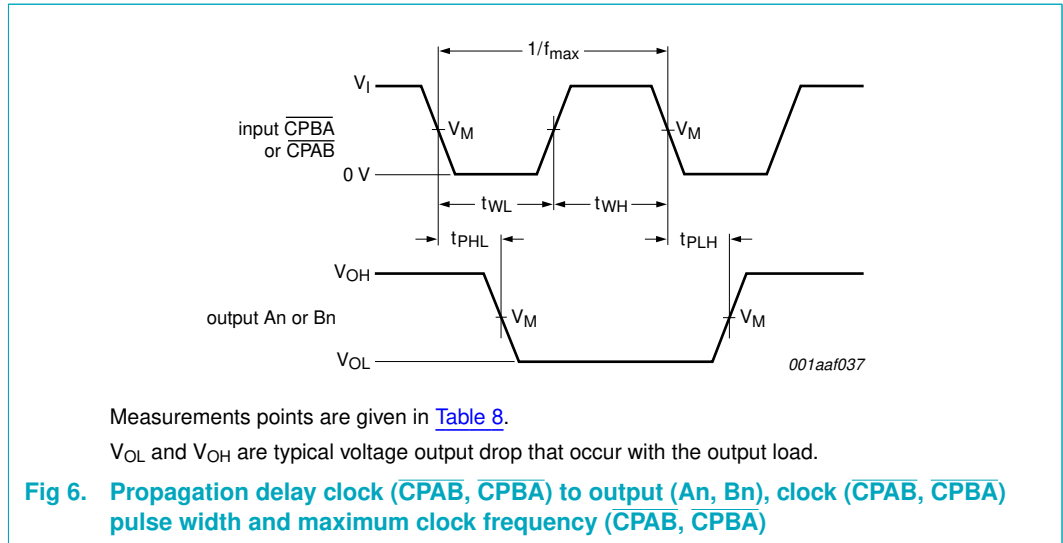 1/fmax
VI
VM
VM
input CPBA
or CPAB
0 V
tWL
tWH
tPHL
tPLH
VOH
output An or Bn
VM
VM
VOL
001aaf037
Measurements points are given in Table 8.
VOL and VOH are typical voltage output drop that occur with the output load.
Fig 6. Propagation delay clock (CPAB, CPBA) to output (An, Bn), clock (CPAB, CPBA)
pulse width and maximum clock frequency (CPAB, CPBA)